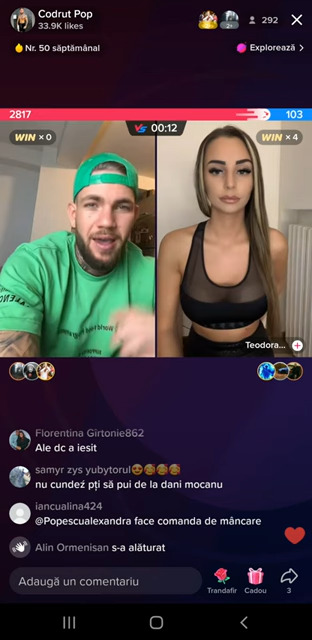 Codrut Pop
33.9K likes
2+
292
Nr. 50 săptămânal
Explorează >
2817
103
VS 00:12
WIN × 0
WIN × 4
Teodora...
Florentina Girtonie862
Ale dc a iesit
samyr zys yubytorul😍🥰🥰🥰
nu cundez pți să pui de la dani mocanu
iancualina424
@Popescualexandra face comanda de mâncare
Alin Ormenisan s-a alăturat
Adaugă un comentariu
Trandafir
Cadou
3